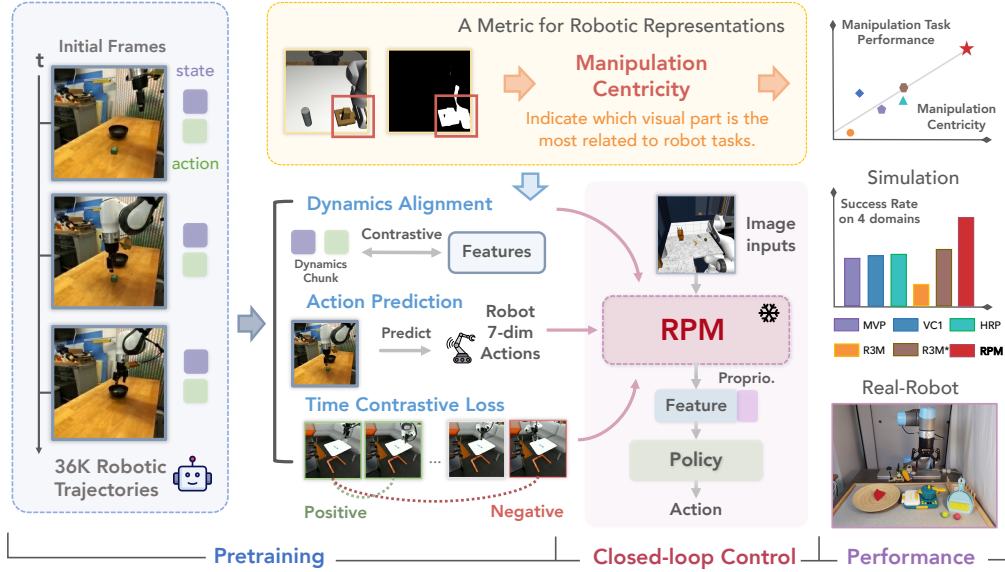 Initial Frames
t
state
action
36K Robotic
Trajectories
A Metric for Robotic Representations
Manipulation
Centricity
Indicate which visual part is the
most related to robot tasks.
Dynamics Alignment
Contrastive
Features
Dynamics
Chunk
Action Prediction
Predict
Robot
7-dim
Actions
Time Contrastive Loss
...
Positive
Negative
Image
inputs
RPM
Proprio.
Feature
Policy
Action
Manipulation Task
Performance
Manipulation
Centricity
Simulation
Success Rate
on 4 domains
MVP
VC1
HRP
R3M
R3M*
RPM
Real-Robot
Pretraining
Closed-loop Control
Performance